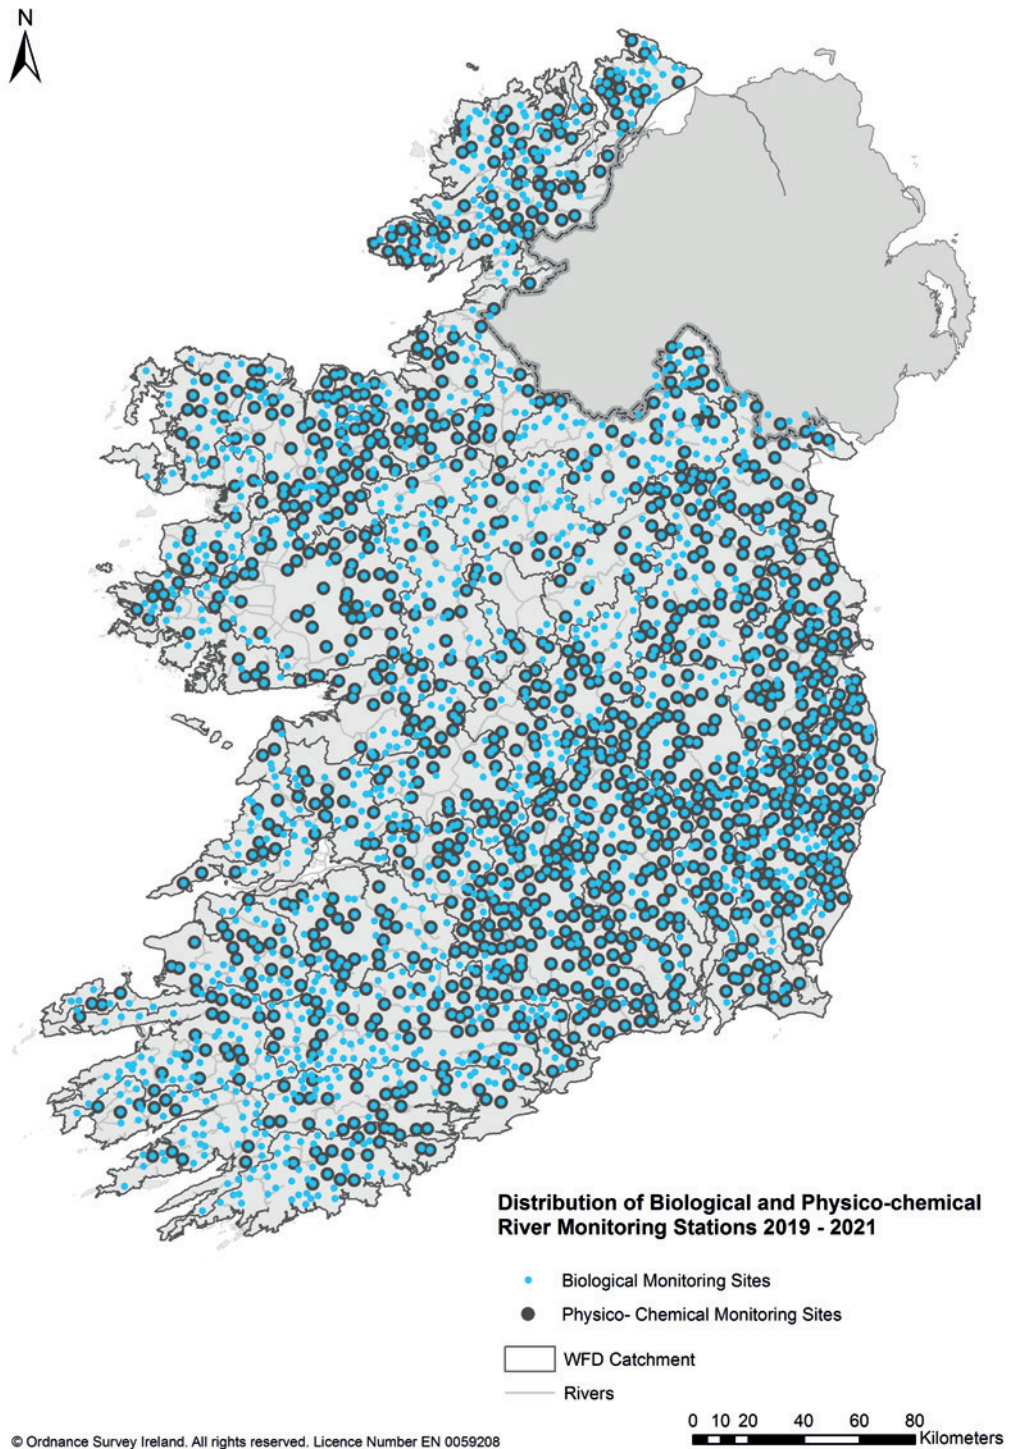 N
Distribution of Biological and Physico-chemical
River Monitoring Stations 2019 - 2021
Biological Monitoring Sites
Physico- Chemical Monitoring Sites
WFD Catchment
Rivers
0 10 20 40 60 80
Kilometers
© Ordnance Survey Ireland. All rights reserved. Licence Number EN 0059208